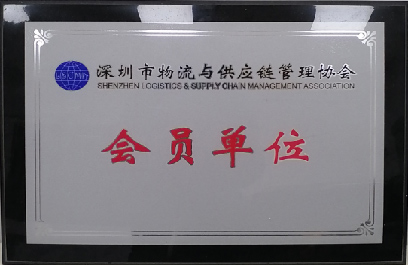 深圳市物流与供应链管理协会
SHENZHEN LOGISTICS & SUPPLY CHAIN MANAGEMENT ASSOCIATION
会员单位